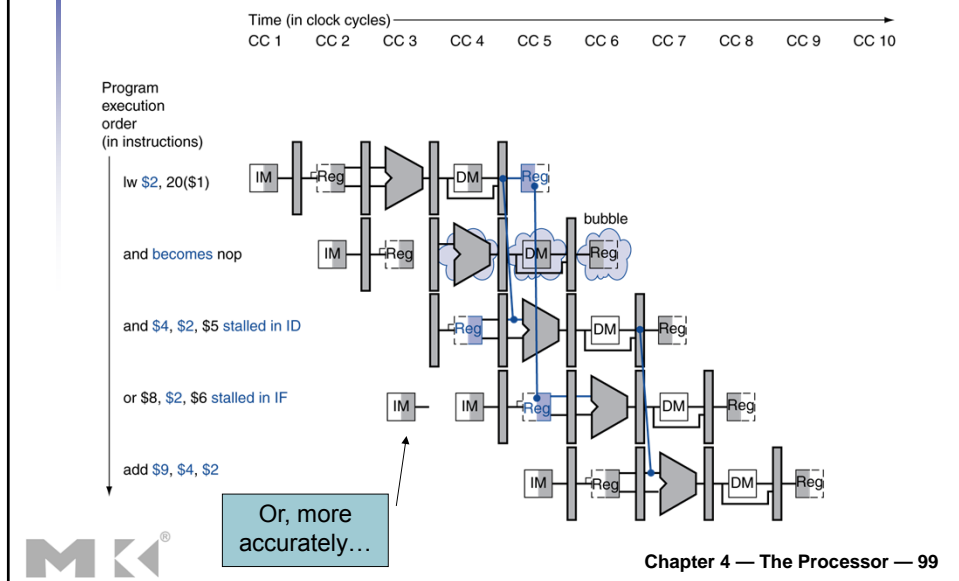 Time (in clock cycles)
CC 1 CC 2 CC 3 CC 4 CC 5 CC 6 CC 7 CC 8 CC 9 CC 10
Program
execution
order
(in instructions)
lw $2, 20($1)
IM Reg DM Reg
bubble
and becomes nop
IM Reg DM Reg
and $4, $2, $5 stalled in ID
Reg DM Reg
or $8, $2, $6 stalled in IF
IM IM Reg DM Reg
add $9, $4, $2
IM Reg DM Reg
Or, more
accurately…
MK®
Chapter 4 — The Processor — 99